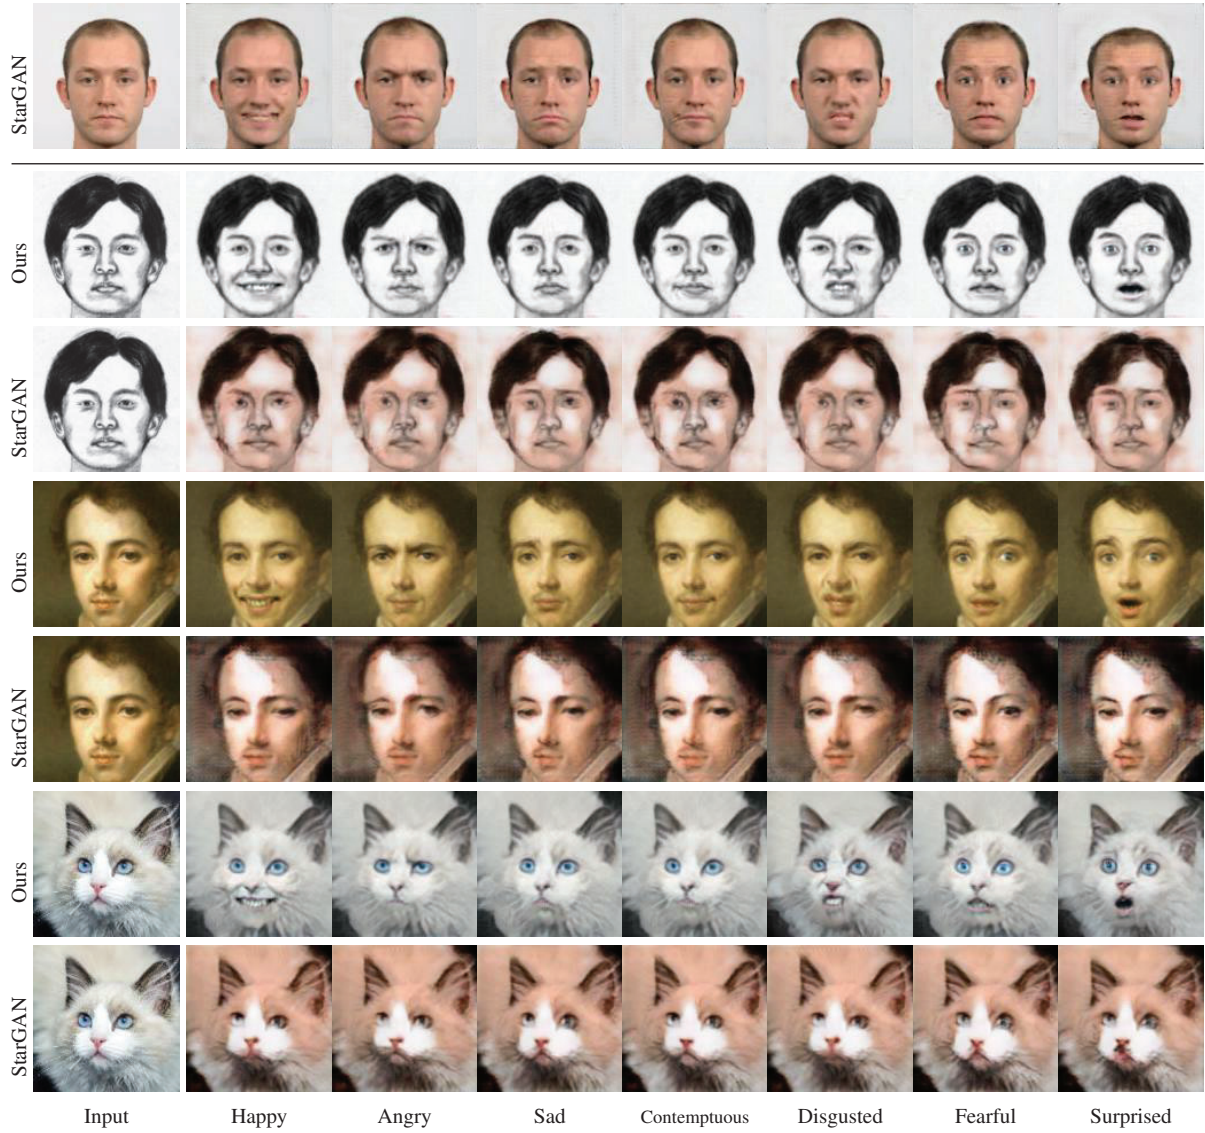 StarGAN
Ours
StarGAN
Ours
StarGAN
Ours
StarGAN
Input Happy Angry Sad Contemptuous Disgusted Fearful Surprised